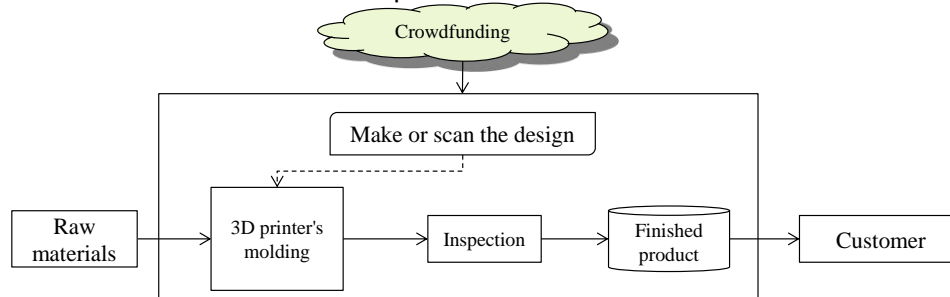 Crowdfunding
Make or scan the design
Raw
materials
3D printer's
molding
Inspection
Finished
product
Customer